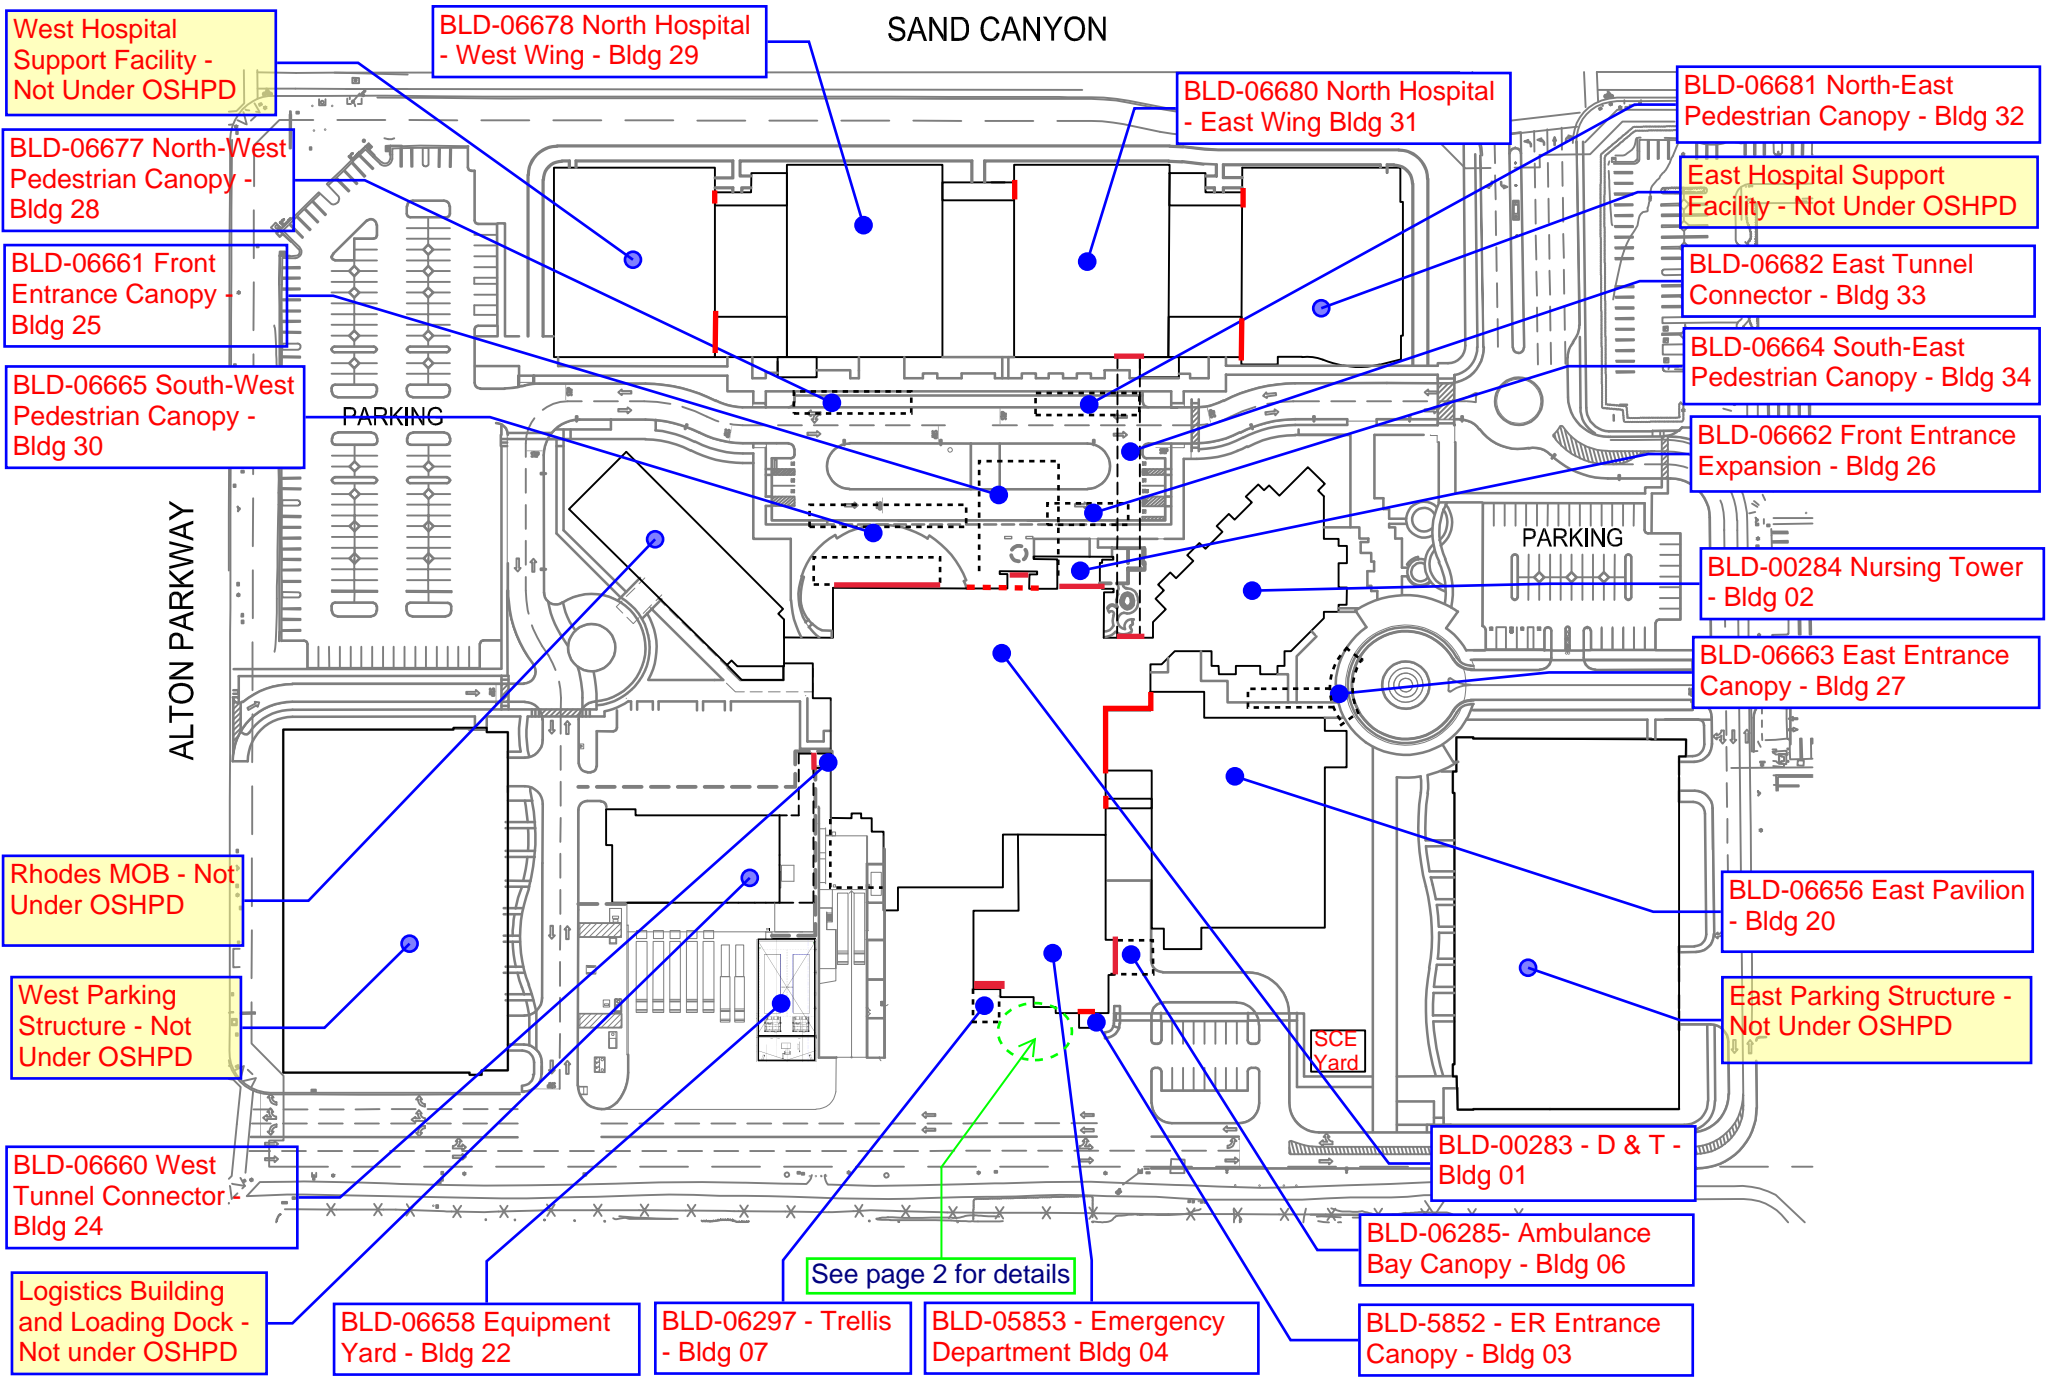 SAND CANYON
West Hospital
Support Facility -
Not Under OSHPD
BLD-06678 North Hospital
- West Wing - Bldg 29
BLD-06680 North Hospital
- East Wing Bldg 31
BLD-06681 North-East
Pedestrian Canopy - Bldg 32
BLD-06677 North-West
Pedestrian Canopy -
Bldg 28
East Hospital Support
Facility - Not Under OSHPD
BLD-06661 Front
Entrance Canopy -
Bldg 25
BLD-06682 East Tunnel
Connector - Bldg 33
BLD-06665 South-West
Pedestrian Canopy -
Bldg 30
BLD-06664 South-East
Pedestrian Canopy - Bldg 34
PARKING
BLD-06662 Front Entrance
Expansion - Bldg 26
PARKING
ALTON PARKWAY
BLD-00284 Nursing Tower
- Bldg 02
BLD-06663 East Entrance
Canopy - Bldg 27
Rhodes MOB - Not
Under OSHPD
BLD-06656 East Pavilion
- Bldg 20
West Parking
Structure - Not
Under OSHPD
East Parking Structure -
Not Under OSHPD
SCE
Yard
BLD-06660 West
Tunnel Connector -
Bldg 24
BLD-00283 - D & T -
Bldg 01
BLD-06285- Ambulance
Bay Canopy - Bldg 06
See page 2 for details
Logistics Building
and Loading Dock -
Not under OSHPD
BLD-06658 Equipment
Yard - Bldg 22
BLD-06297 - Trellis
- Bldg 07
BLD-05853 - Emergency
Department Bldg 04
BLD-5852 - ER Entrance
Canopy - Bldg 03